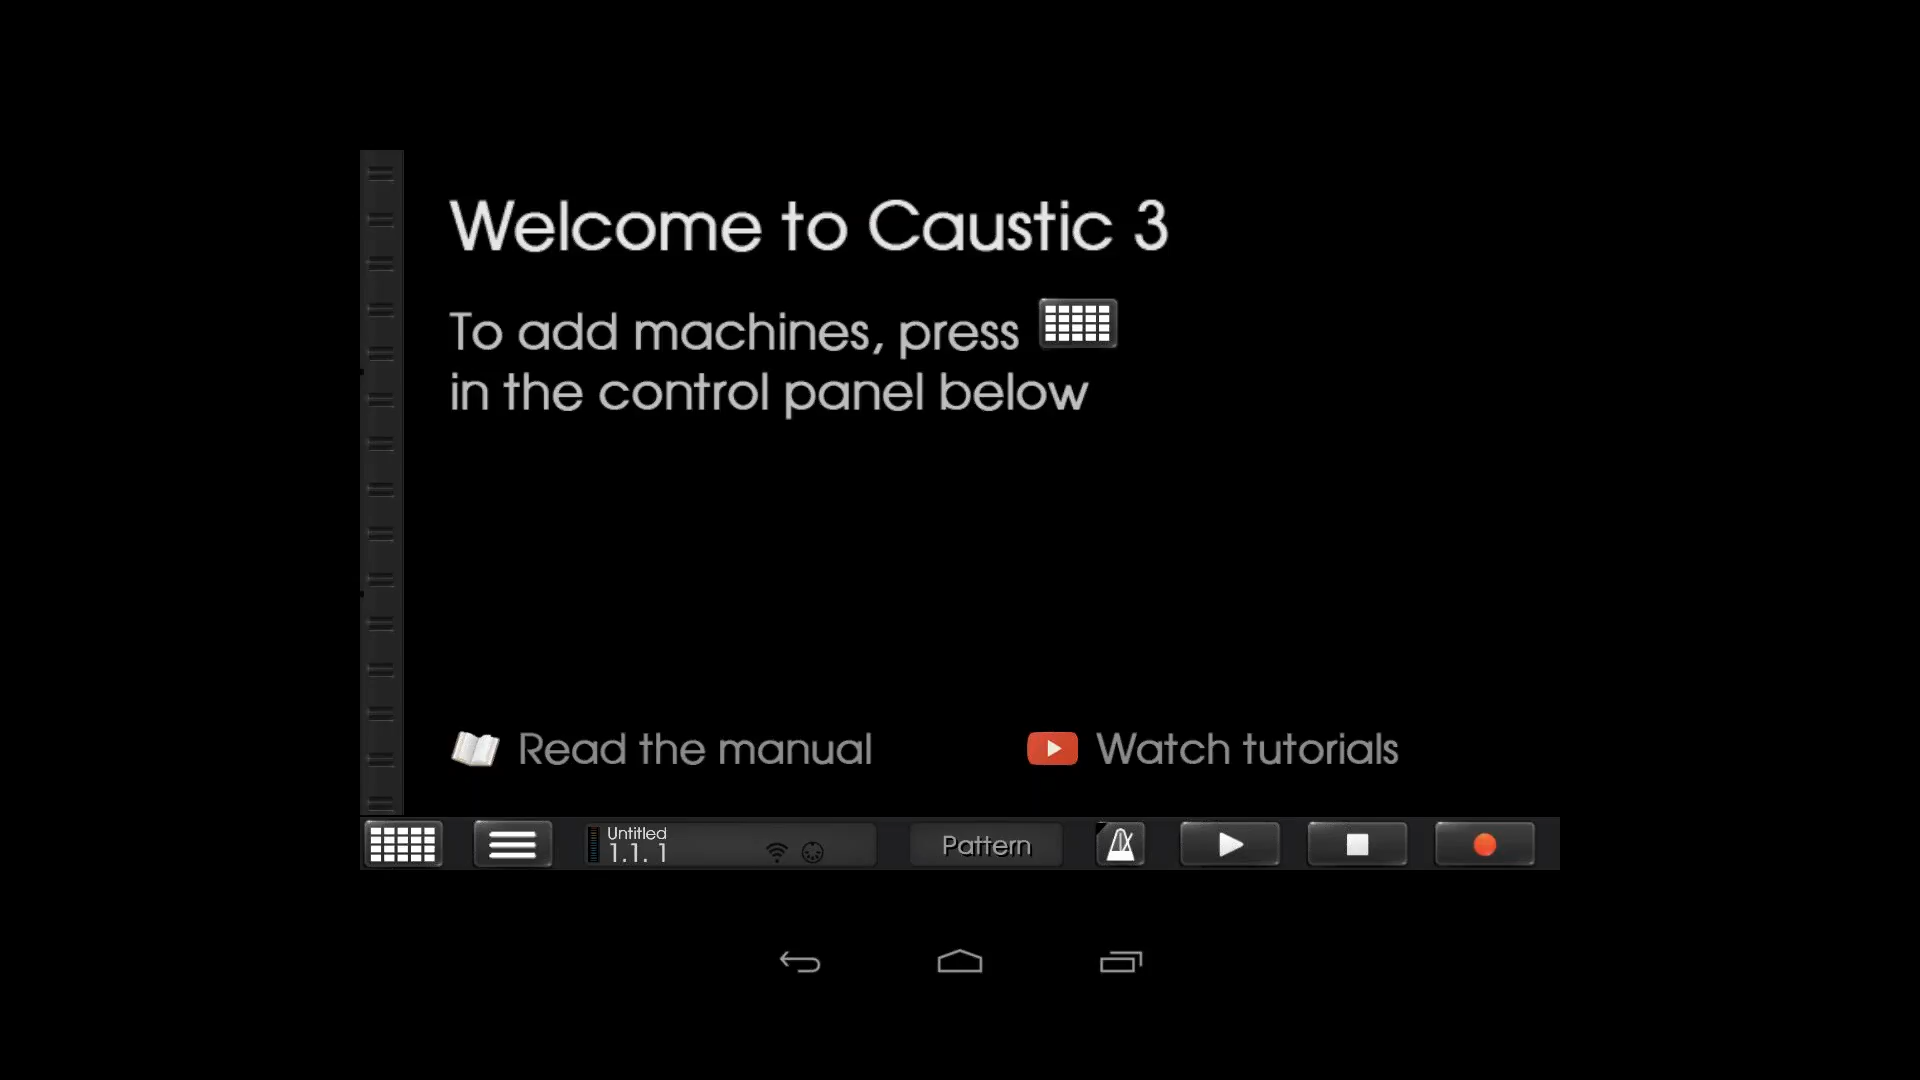 Welcome to Caustic 3
To add machines, press
in the control panel below
Read the manual
Watch tutorials
Untitled
1.1. 1
Pattern